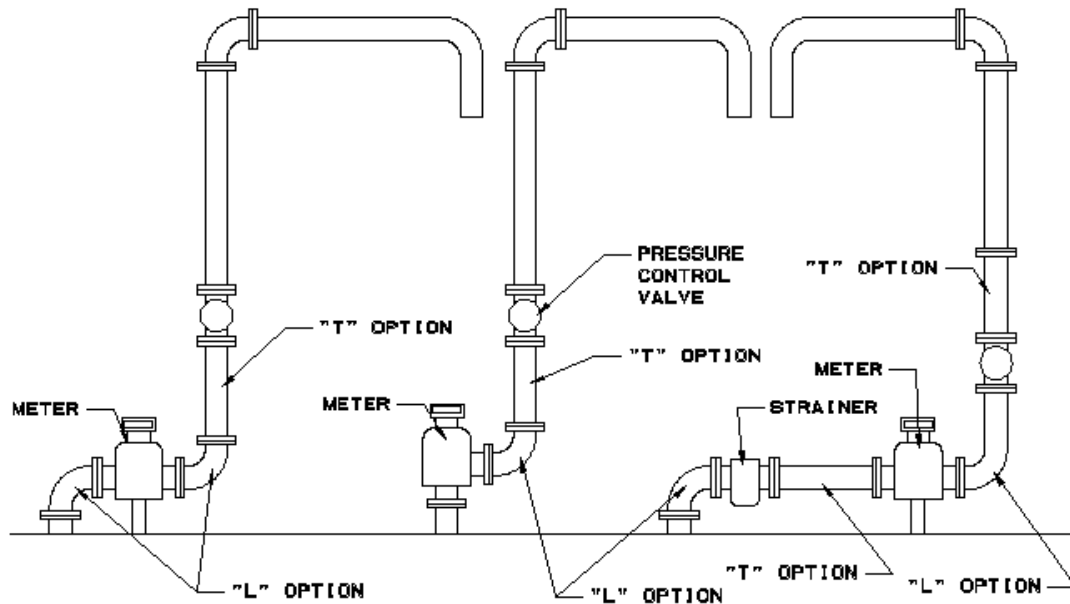 PRESSURE
CONTROL
VALVE
"T" OPTION
"T" OPTION
"T" OPTION
METER
METER
METER
STRAINER
"L" OPTION
"L" OPTION
"T" OPTION
"L" OPTION